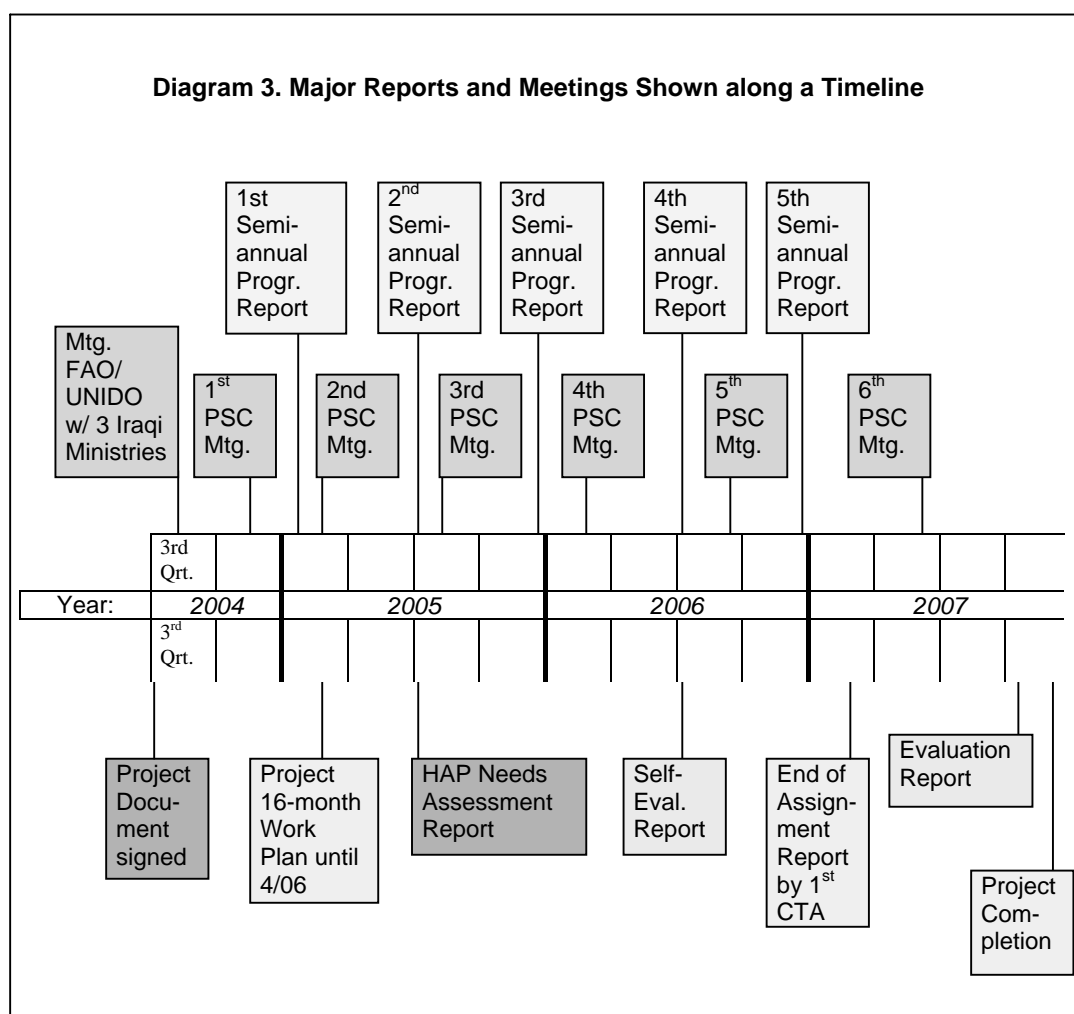 Diagram 3. Major Reports and Meetings Shown along a Timeline
1st
Semi-
annual
Progr.
Report
2nd
Semi-
annual
Progr.
Report
3rd
Semi-
annual
Progr.
Report
4th
Semi-
annual
Progr.
Report
5th
Semi-
annual
Progr.
Report
Mtg.
FAO/
UNIDO
w/ 3 Iraqi
Ministries
1st
PSC
Mtg.
2nd
PSC
Mtg.
3rd
PSC
Mtg.
4th
PSC
Mtg.
5th
PSC
Mtg.
6th
PSC
Mtg.
3rd
Qrt.
Year: 2004 2005 2006 2007
3rd
Qrt.
Project
Docu-
ment
signed
Project
16-month
Work
Plan until
4/06
HAP Needs
Assessment
Report
Self-
Eval.
Report
End of
Assign-
ment
Report
by 1st
CTA
Evaluation
Report
Project
Com-
pletion